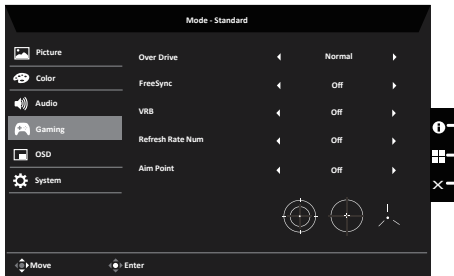 Mode - Standard
Picture
Color
Audio
Gaming
OSD
System
Over Drive Normal
FreeSync Off
VRB Off
Refresh Rate Num Off
Aim Point Off
Move Enter